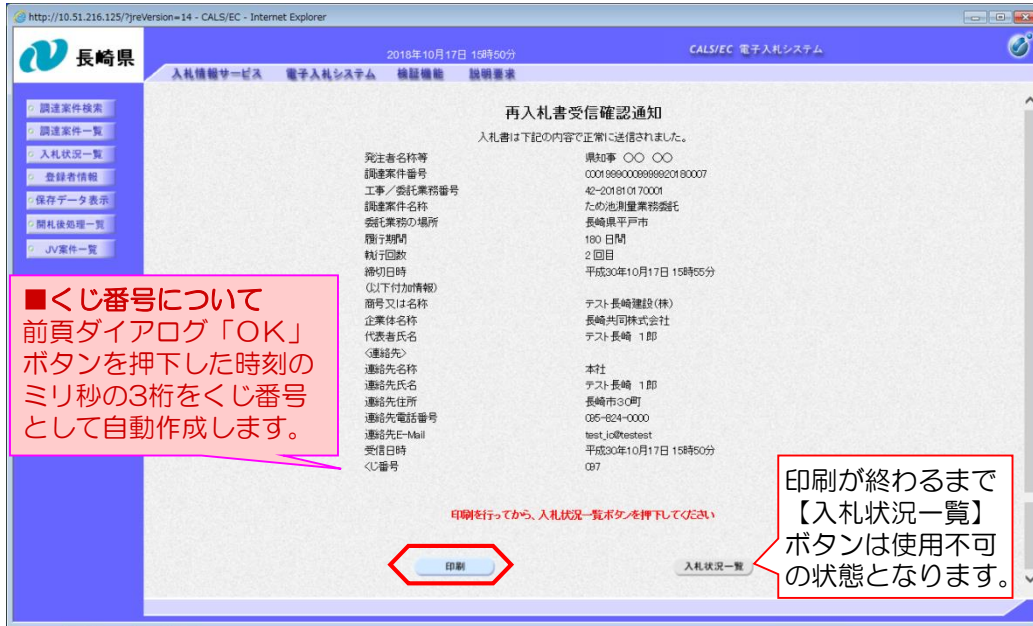 http://10.51.216.125/?jreVersion=14 - CALS/EC - Internet Explorer
長崎県
2018年10月17日 15時50分
CALS/EC 電子入札システム
入札情報サービス 電子入札システム 検証機能 説明要求
調達案件検索
調達案件一覧
入札状況一覧
登録者情報
保存データ表示
開札後処理一覧
JV案件一覧
再入札書受信確認通知
入札書は下記の内容で正常に送信されました。
発注者名称等 県知事 〇〇 〇〇
調達案件番号
工事／委託業務番号 42-201810170001
調達案件名称 ため池測量業務委託
委託業務の場所 長崎県平戸市
履行期間 180 日間
執行回数 2 回目
締切日時 平成30年10月17日 15時55分
(以下付加情報)
商号又は名称 テスト長崎建設(株)
企業体名称 長崎共同株式会社
代表者氏名 テスト長崎 1郎
<連絡先>
連絡先名称 本社
連絡先氏名 テスト長崎 1郎
連絡先住所 長崎市3〇町
連絡先電話番号 095-824-0000
連絡先E-Mail
受信日時 平成30年10月17日 15時50分
くじ番号 097
印刷を行ってから、入札状況一覧ボタンを押下してください
印刷
入札状況一覧
■くじ番号について
前頁ダイアログ「OK」
ボタンを押下した時刻の
ミリ秒の3桁をくじ番号
として自動作成します。
印刷が終わるまで
【入札状況一覧】
ボタンは使用不可
の状態となります。